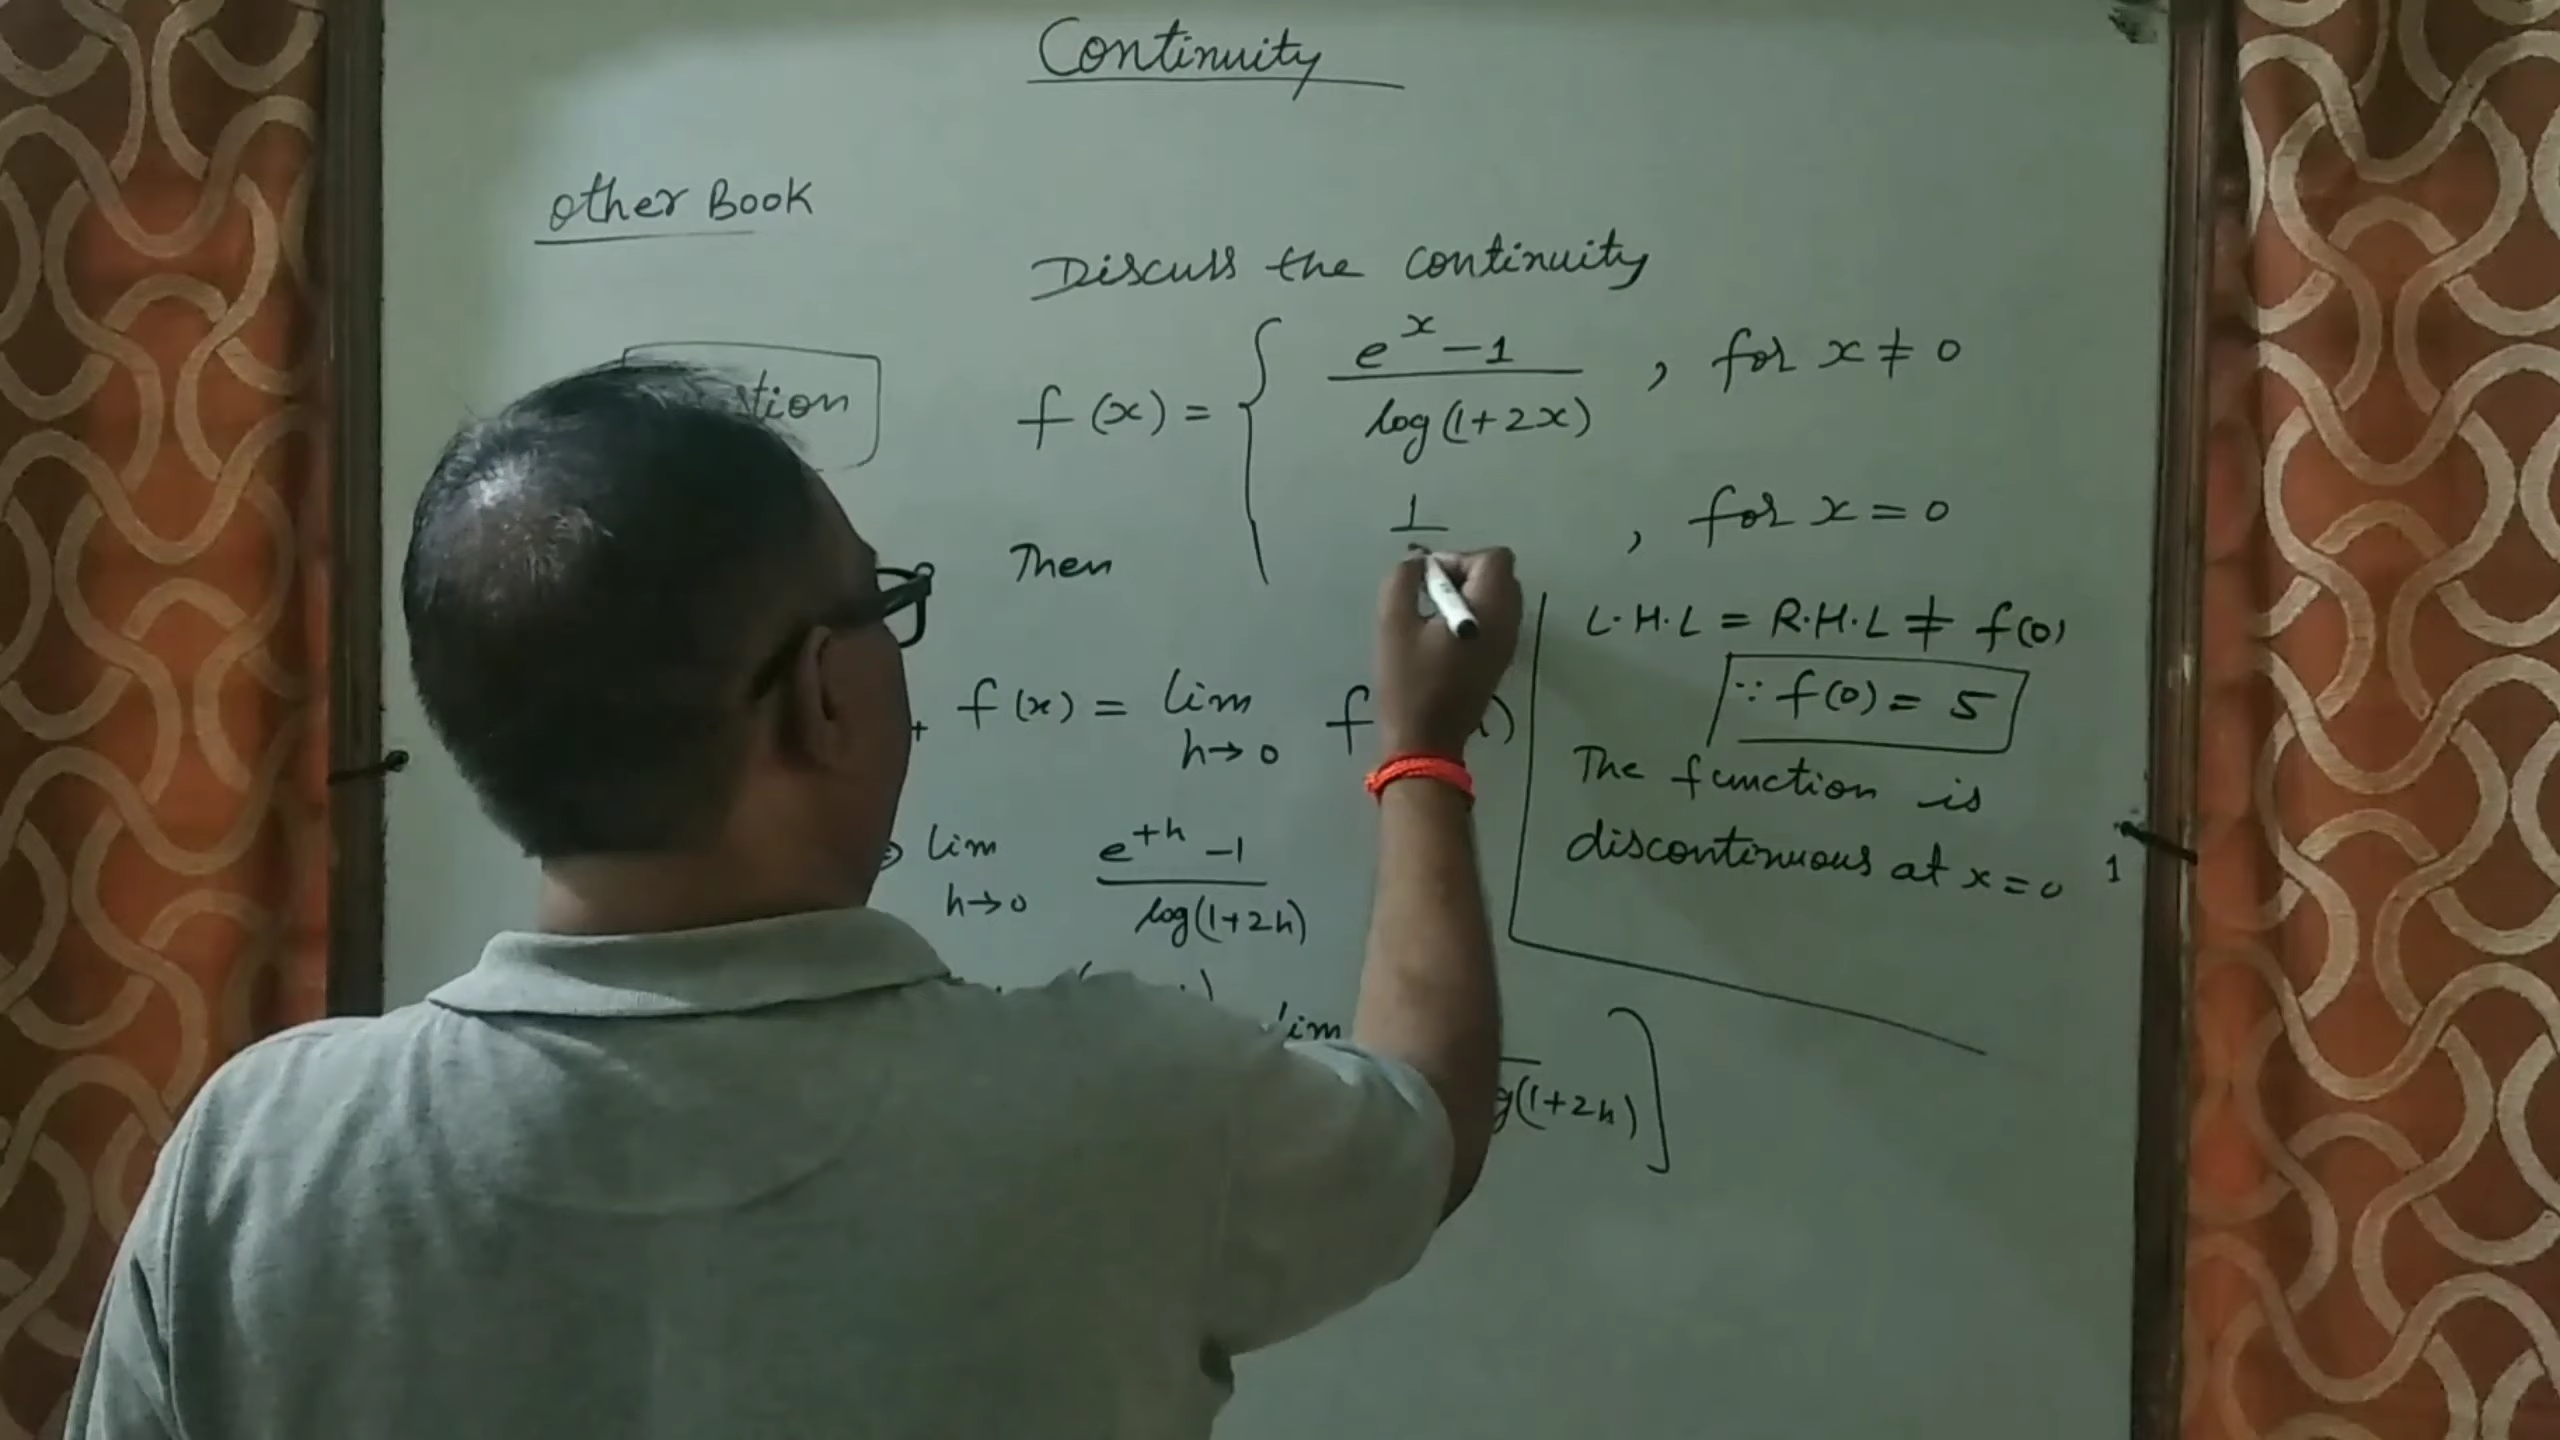 Continuity
other Book
Discuss the continuity
f(x) = { e^x - 1 / log(1+2x) , for x ≠ 0
1 , for x = 0
Then
L.H.L = R.H.L ≠ f(0)
∵ f(0) = 5
The function is
discontinuous at x = 0
1
+ f(x) = lim h→0 f
lim h→0 e^{+h} - 1 / log(1+2h)
lim
(1+2h) ]